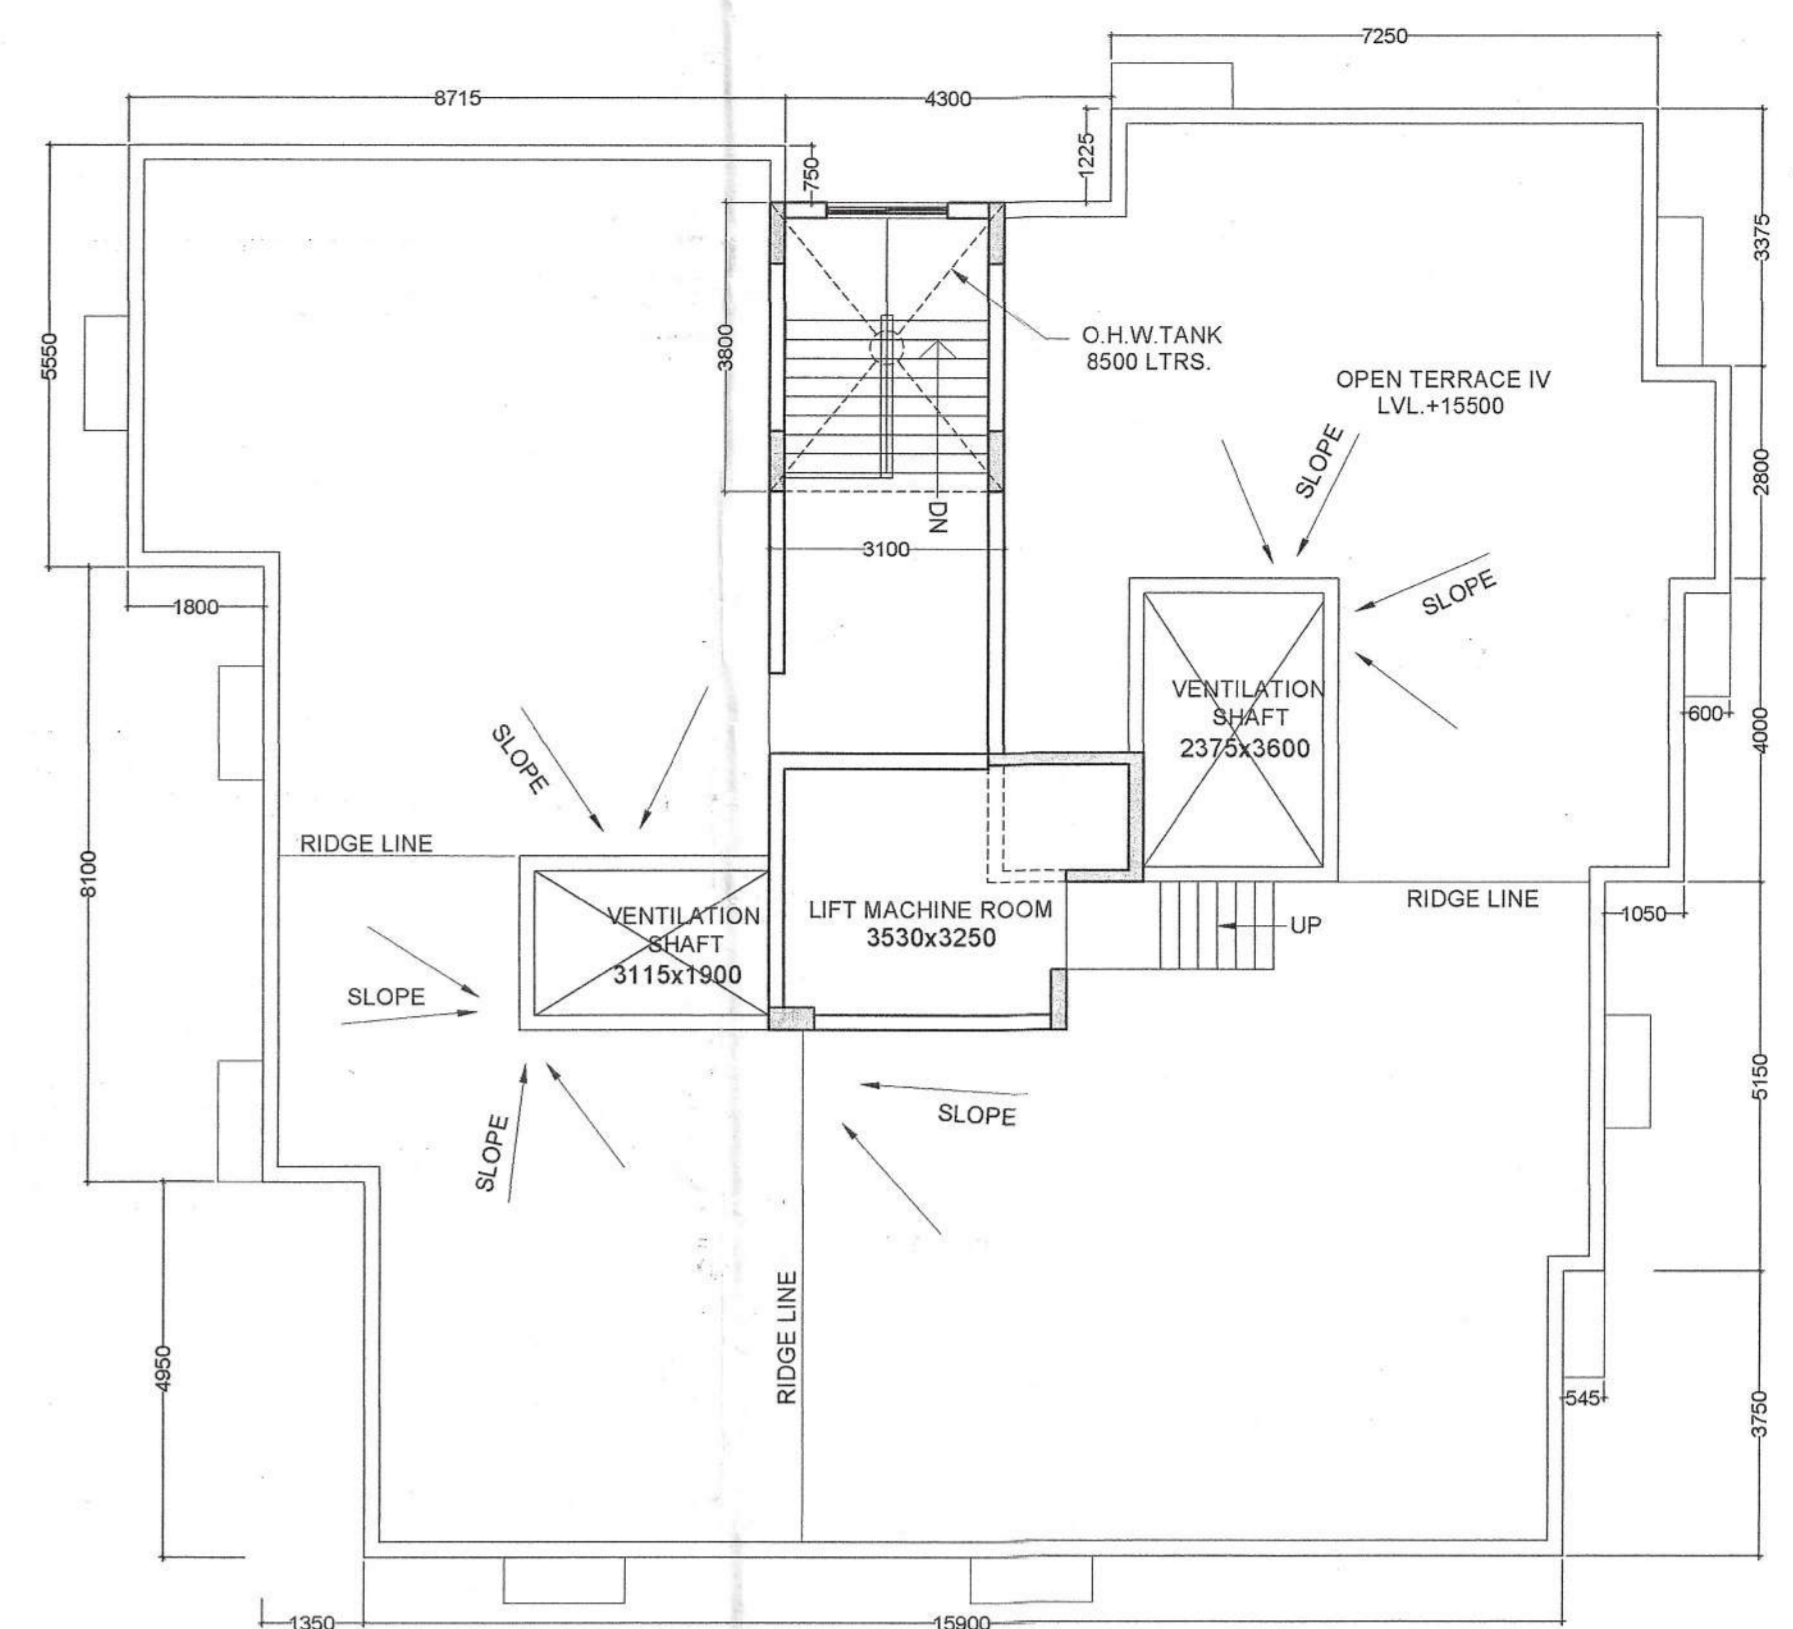 7250
8715
4300
1225
750
3375
5550
3800
O.H.W.TANK
8500 LTRS.
OPEN TERRACE IV
LVL.+15500
SLOPE
2800
DN
3100
SLOPE
1800
VENTILATION
SHAFT
2375x3600
600
4000
SLOPE
RIDGE LINE
8100
VENTILATION
SHAFT
3115x1900
LIFT MACHINE ROOM
3530x3250
RIDGE LINE
1050
UP
SLOPE
5150
SLOPE
SLOPE
RIDGE LINE
4950
545
3750
1350
15900